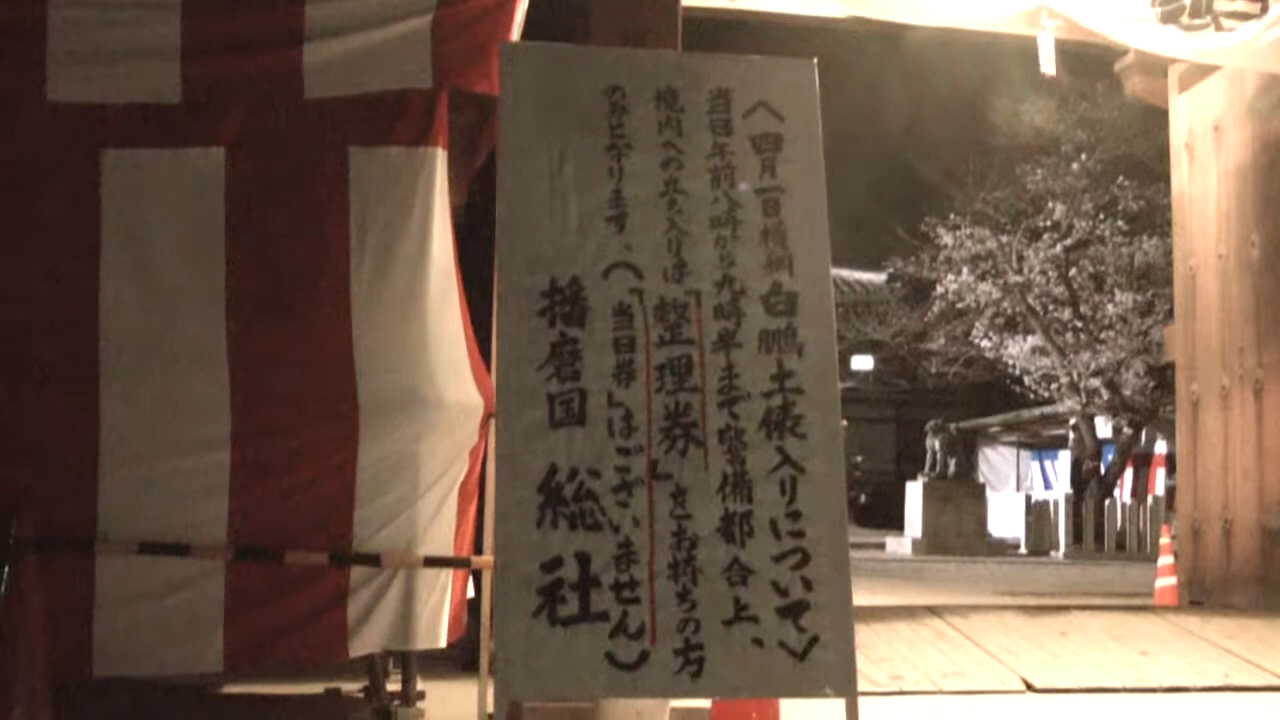 〈四月一日横綱白鵬土俵入りについて〉
当日午前八時から九時半まで警備都合上、
境内への立ち入りは「整理券」をお持ちの方
のみとなります。(「当日券」はございません)
播磨国 総社